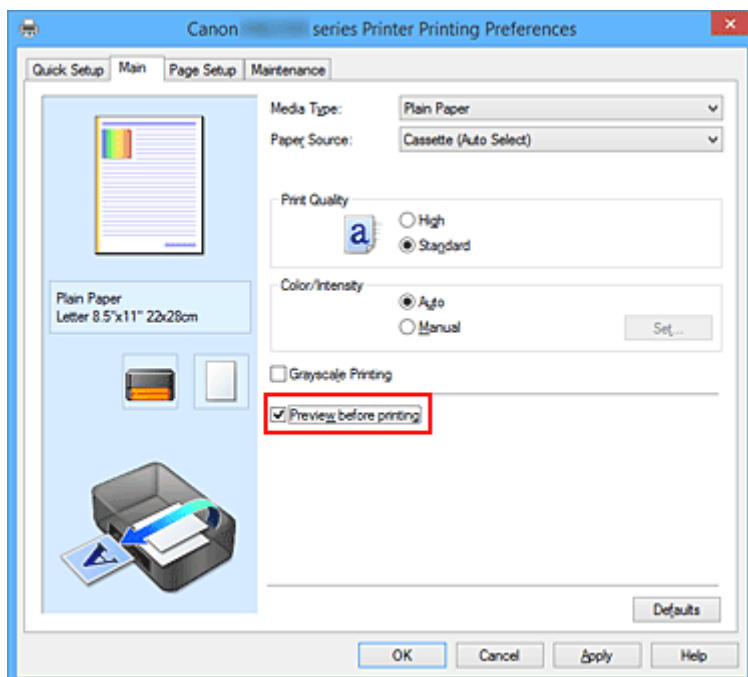 Canon series Printer Printing Preferences
Quick Setup Main Page Setup Maintenance
Media Type: Plain Paper
Paper Source: Cassette (Auto Select)
Print Quality
a
High
Standard
Color/Intensity
Auto
Manual
Set...
Plain Paper
Letter 8.5"x11" 22x28cm
Grayscale Printing
Preview before printing
A
Defaults
OK Cancel Apply Help